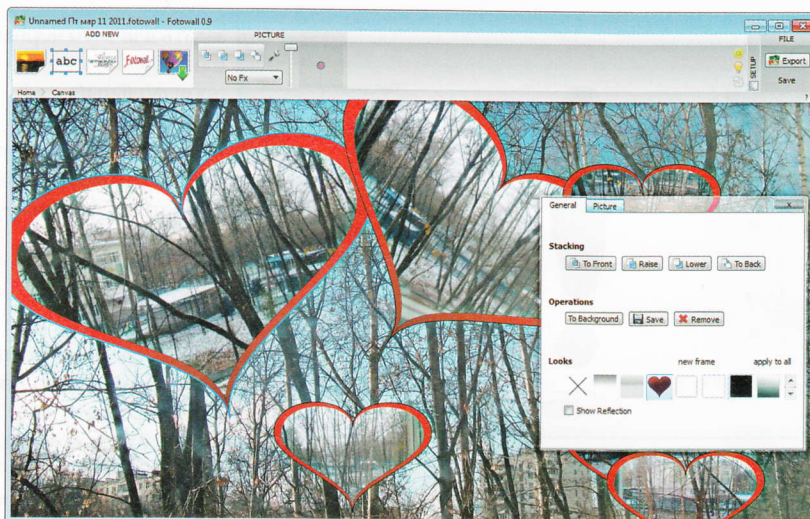 Unnamed Пт мар 11 2011.fotowall - Fotowall 0.9
ADD NEW
PICTURE
FILE
abc
Fotowall
No Fx
SETUP
Export
Save
Home
Canvas
?
General
Picture
x
Stacking
To Front
Raise
Lower
To Back
Operations
To Background
Save
Remove
Looks
new frame
apply to all
Show Reflection